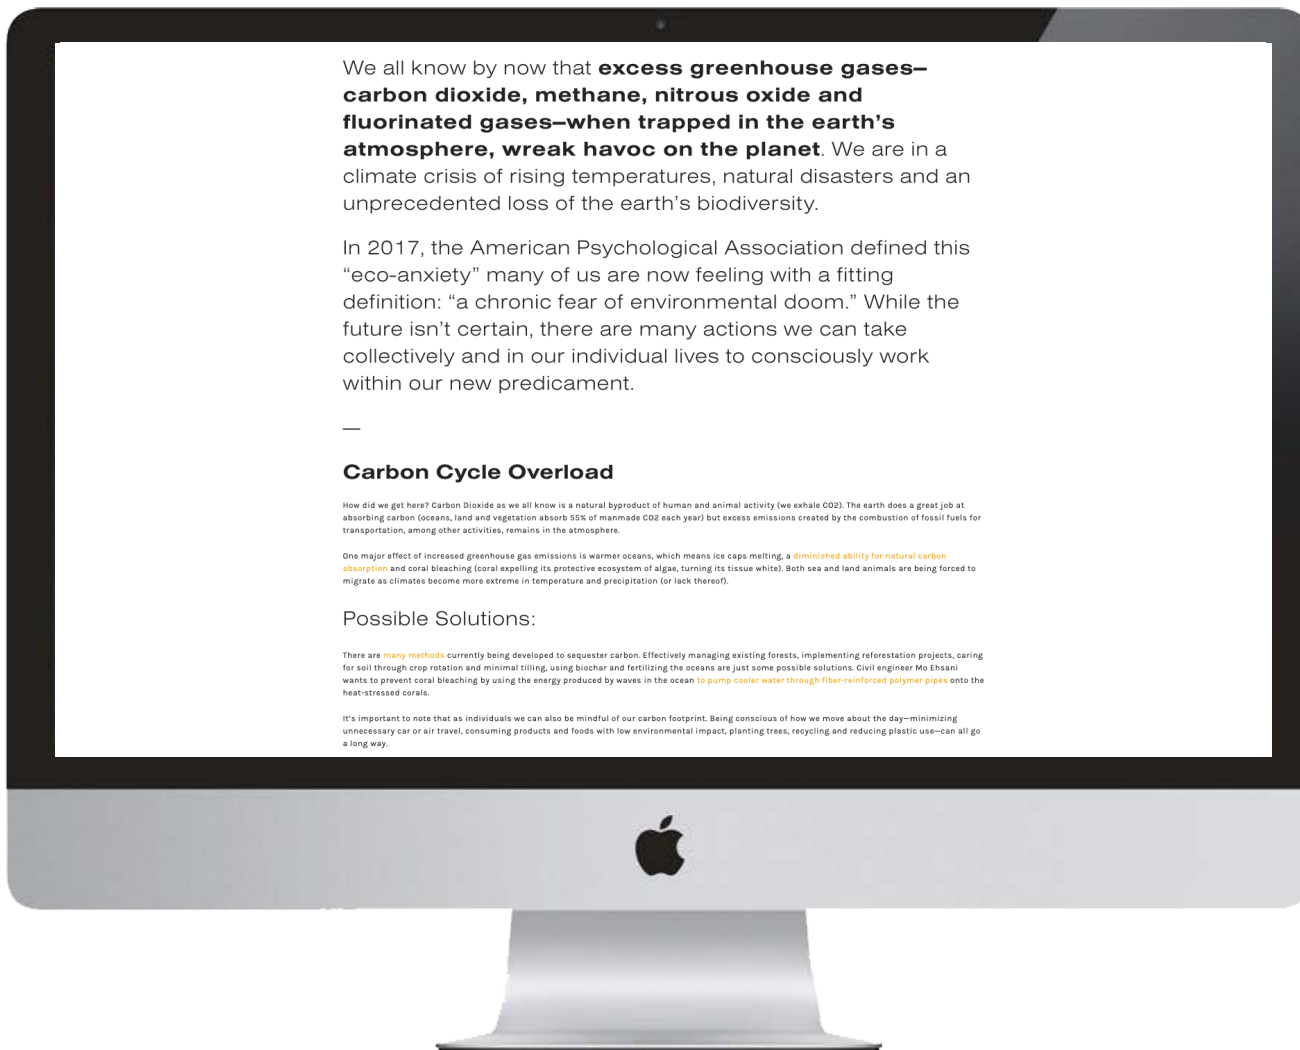 We all know by now that excess greenhouse gases—
carbon dioxide, methane, nitrous oxide and
fluorinated gases—when trapped in the earth's
atmosphere, wreak havoc on the planet. We are in a
climate crisis of rising temperatures, natural disasters and an
unprecedented loss of the earth's biodiversity.
In 2017, the American Psychological Association defined this
“eco-anxiety” many of us are now feeling with a fitting
definition: “a chronic fear of environmental doom.” While the
future isn't certain, there are many actions we can take
collectively and in our individual lives to consciously work
within our new predicament.
—
Carbon Cycle Overload
How did we get here? Carbon Dioxide as we all know is a natural byproduct of human and animal activity (we exhale CO2). The earth does a great job at
absorbing carbon (oceans, land and vegetation absorb 55% of manmade CO2 each year) but excess emissions created by the combustion of fossil fuels for
transportation, among other activities, remains in the atmosphere.
One major effect of increased greenhouse gas emissions is warmer oceans, which means ice caps melting, a diminished ability for natural carbon
absorption and coral bleaching (coral expelling its protective ecosystem of algae, turning its tissue white). Both sea and land animals are being forced to
migrate as climates become more extreme in temperature and precipitation (or lack thereof).
Possible Solutions:
There are many methods currently being developed to sequester carbon. Effectively managing existing forests, implementing reforestation projects, caring
for soil through crop rotation and minimal tilling, using biochar and fertilizing the oceans are just some possible solutions. Civil engineer Mo Ehsani
wants to prevent coral bleaching by using the energy produced by waves in the ocean to pump cooler water through fiber-reinforced polymer pipes onto the
heat-stressed corals.
It's important to note that as individuals we can also be mindful of our carbon footprint. Being conscious of how we move about the day—minimizing
unnecessary car or air travel, consuming products and foods with low environmental impact, planting trees, recycling and reducing plastic use—can all go
a long way.